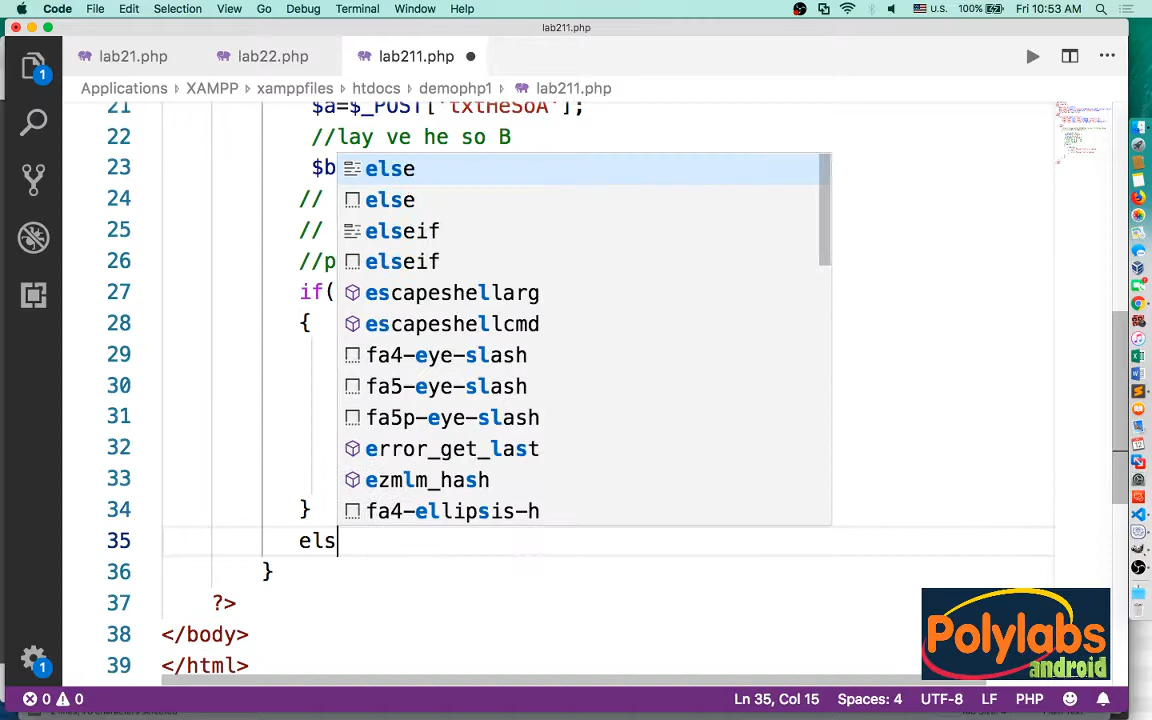 Code File Edit Selection View Go Debug Terminal Window Help U.S. 100% Fri 10:53 AM
lab211.php
lab21.php lab22.php lab211.php
Applications > XAMPP > xamppfiles > htdocs > demophp1 > lab211.php
21 $a=$_POST['txtHeSoA'];
22 //lay ve he so B
23 $b
24 //
25 //
26 //p
27 if(
28 {
29
30
31
32
33
34 }
35 els
36 }
37 ?>
38 </body>
39 </html>
else
else
elseif
elseif
escapeshellarg
escapeshellcmd
fa4-eye-slash
fa5-eye-slash
fa5p-eye-slash
error_get_last
ezmlm_hash
fa4-ellipsis-h
1
1
Polylabs
android
0 0 Ln 35, Col 15 Spaces: 4 UTF-8 LF PHP